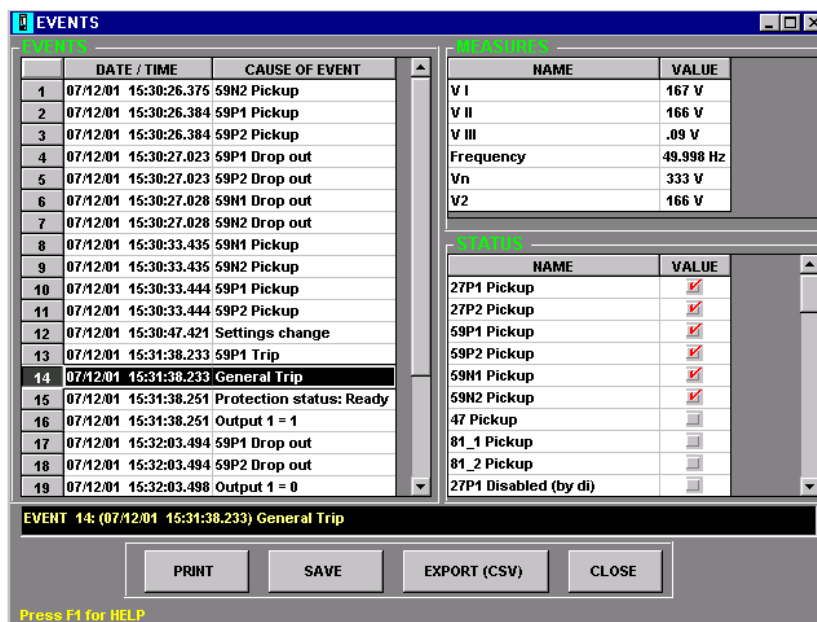 EVENTS
EVENTS
DATE / TIME CAUSE OF EVENT
1 07/12/01 15:30:26.375 59N2 Pickup
2 07/12/01 15:30:26.384 59P1 Pickup
3 07/12/01 15:30:26.384 59P2 Pickup
4 07/12/01 15:30:27.023 59P1 Drop out
5 07/12/01 15:30:27.023 59P2 Drop out
6 07/12/01 15:30:27.028 59N1 Drop out
7 07/12/01 15:30:27.028 59N2 Drop out
8 07/12/01 15:30:33.435 59N1 Pickup
9 07/12/01 15:30:33.435 59N2 Pickup
10 07/12/01 15:30:33.444 59P1 Pickup
11 07/12/01 15:30:33.444 59P2 Pickup
12 07/12/01 15:30:47.421 Settings change
13 07/12/01 15:31:38.233 59P1 Trip
14 07/12/01 15:31:38.233 General Trip
15 07/12/01 15:31:38.251 Protection status: Ready
16 07/12/01 15:31:38.251 Output 1 = 1
17 07/12/01 15:32:03.494 59P1 Drop out
18 07/12/01 15:32:03.494 59P2 Drop out
19 07/12/01 15:32:03.498 Output 1 = 0
MEASURES
NAME VALUE
V I 167 V
V II 166 V
V III .09 V
Frequency 49.998 Hz
Vn 333 V
V2 166 V
STATUS
NAME VALUE
27P1 Pickup
27P2 Pickup
59P1 Pickup
59P2 Pickup
59N1 Pickup
59N2 Pickup
47 Pickup
81_1 Pickup
81_2 Pickup
27P1 Disabled (by di)
EVENT 14: (07/12/01 15:31:38.233) General Trip
PRINT SAVE EXPORT (CSV) CLOSE
Press F1 for HELP